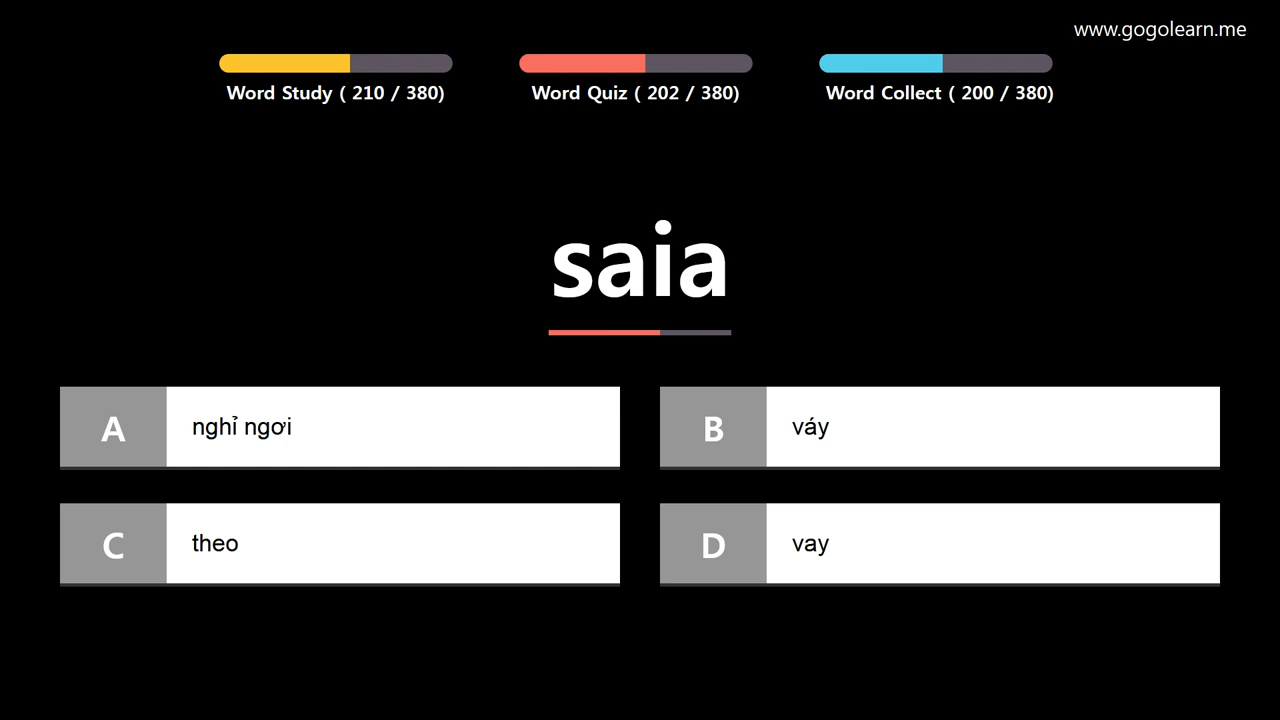 www.gogolearn.me
Word Study ( 210 / 380)
Word Quiz ( 202 / 380)
Word Collect ( 200 / 380)
saia
A
nghỉ ngơi
B
váy
C
theo
D
vay